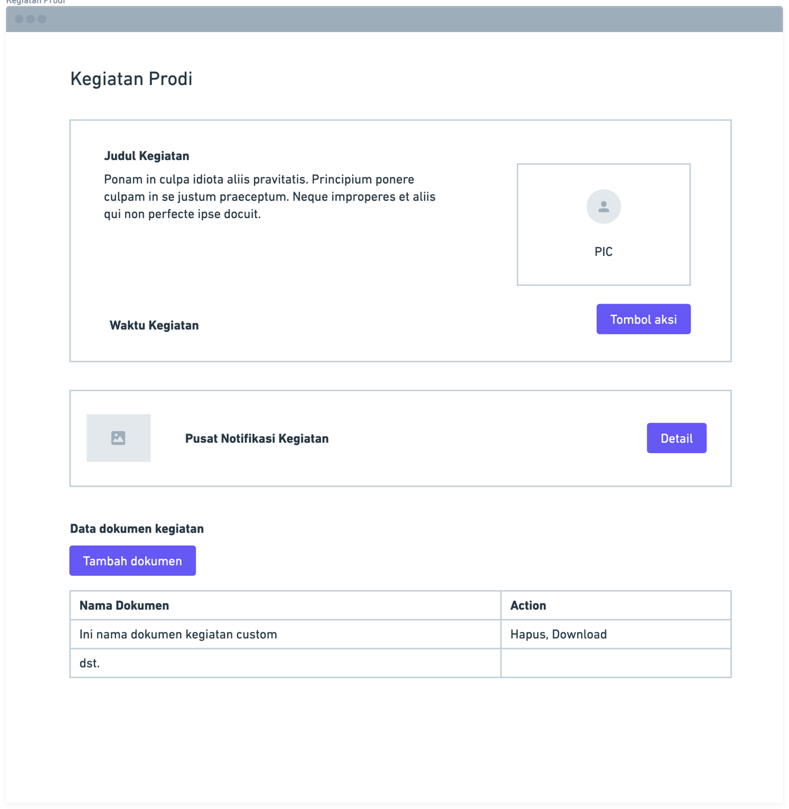 Kegiatan Prodi
Kegiatan Prodi
Judul Kegiatan
Ponam in culpa idiota aliis pravitatis. Principium ponere
culpam in se justum praeceptum. Neque improperes et aliis
qui non perfecte ipse docuit.
PIC
Waktu Kegiatan
Tombol aksi
Pusat Notifikasi Kegiatan
Detail
Data dokumen kegiatan
Tambah dokumen
Nama Dokumen
Action
Ini nama dokumen kegiatan custom
Hapus, Download
dst.